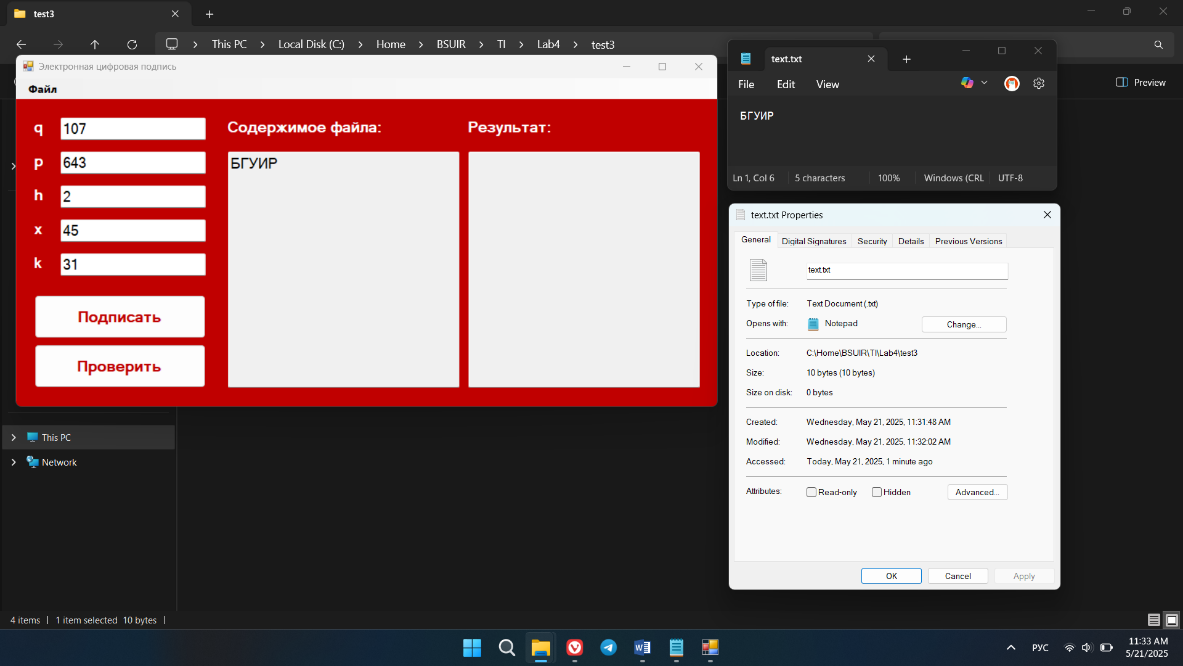 test3
This PC
Local Disk (C:)
Home
BSUIR
TI
Lab4
test3
Preview
Электронная цифровая подпись
Файл
q
107
p
643
h
2
x
45
k
31
Подписать
Проверить
Содержимое файла:
БГУИР
Результат:
text.txt
File
Edit
View
БГУИР
Ln 1, Col 6
5 characters
100%
Windows (CRL
UTF-8
text.txt Properties
General
Digital Signatures
Security
Details
Previous Versions
text.txt
Type of file:
Text Document (.txt)
Opens with:
Notepad
Change...
Location:
C:\Home\BSUIR\TI\Lab4\test3
Size:
10 bytes (10 bytes)
Size on disk:
0 bytes
Created:
Wednesday, May 21, 2025, 11:31:48 AM
Modified:
Wednesday, May 21, 2025, 11:32:02 AM
Accessed:
Today, May 21, 2025, 1 minute ago
Attributes:
Read-only
Hidden
Advanced...
OK
Cancel
Apply
This PC
Network
4 items
1 item selected 10 bytes
РУС
11:33 AM
5/21/2025